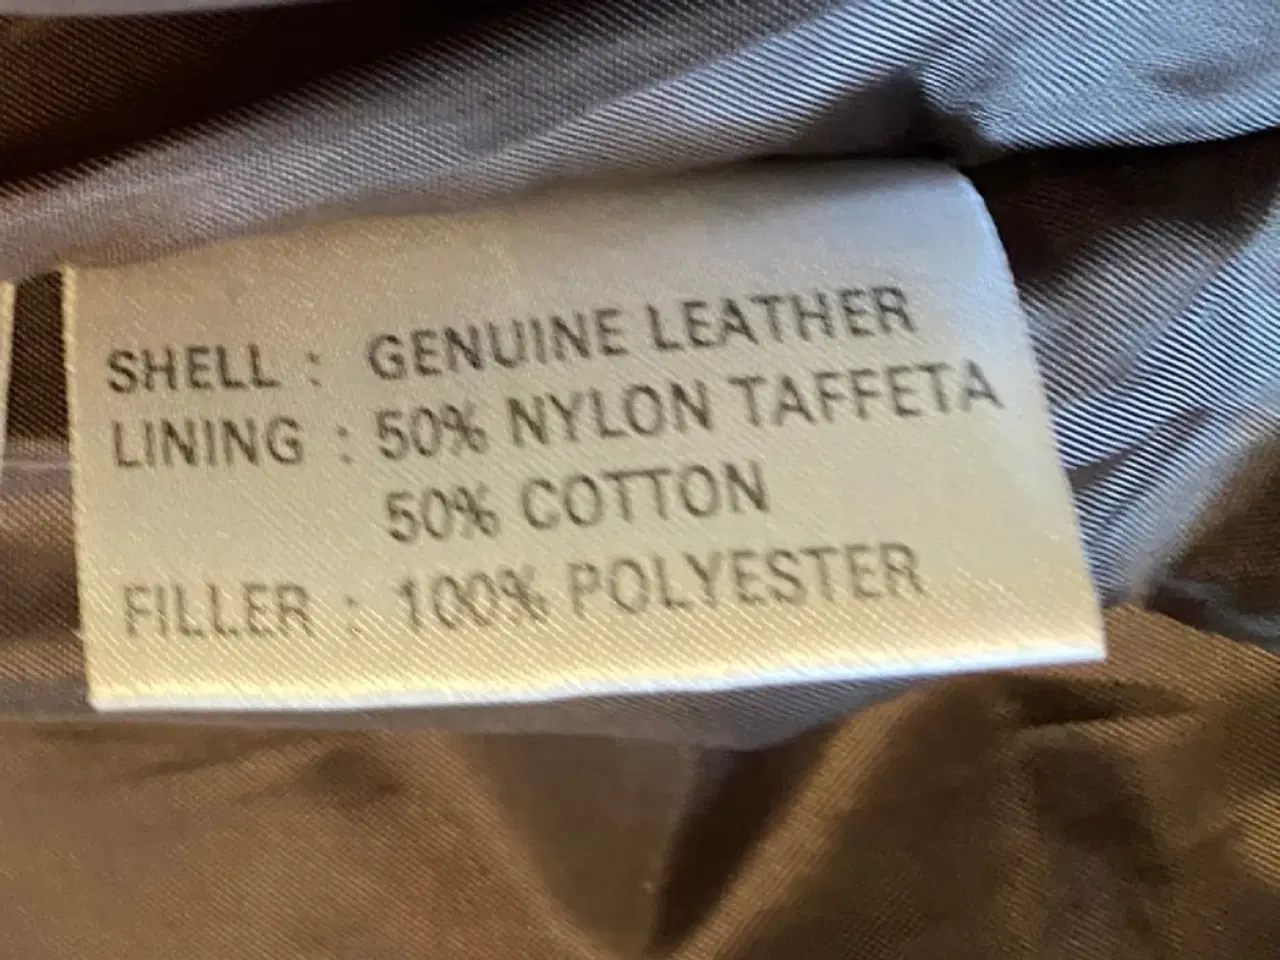 SHELL : GENUINE LEATHER
LINING : 50% NYLON TAFFETA
50% COTTON
FILLER : 100% POLYESTER